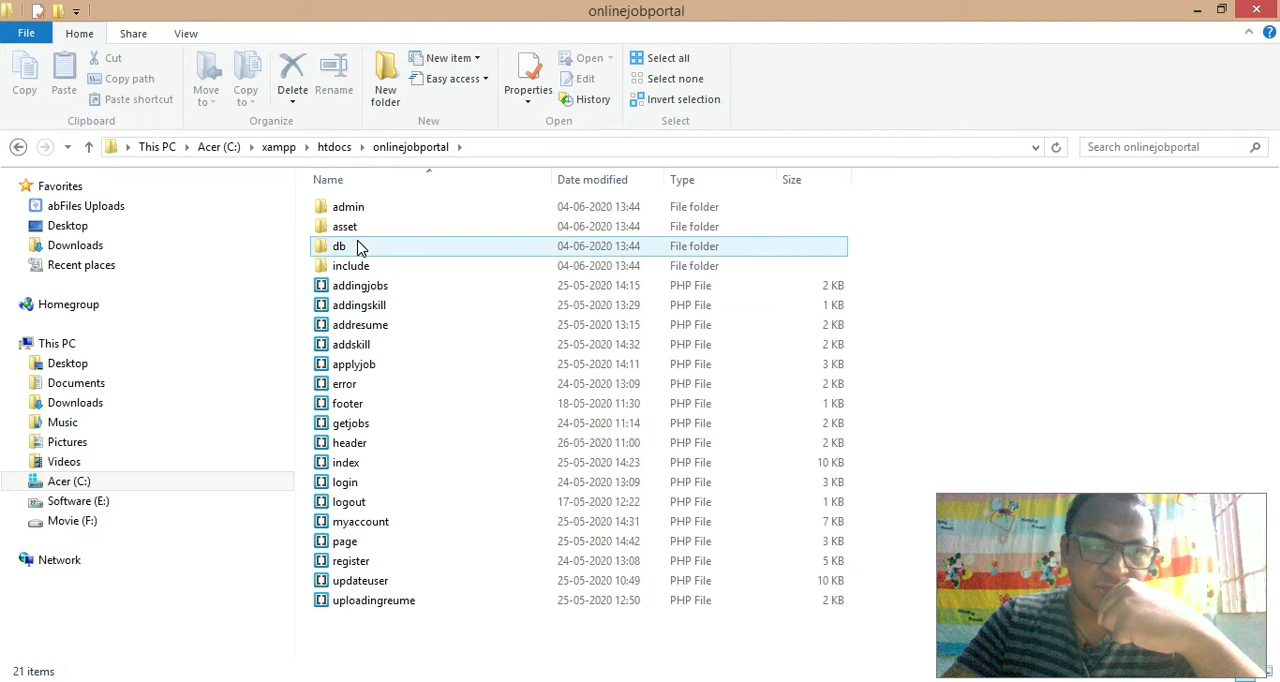 onlinejobportal
File Home Share View
Copy
Paste
Cut
Copy path
Paste shortcut
Clipboard
Move to
Copy to
Delete
Rename
Organize
New folder
New item
Easy access
New
Properties
Open
Edit
History
Open
Select all
Select none
Invert selection
Select
This PC Acer (C:) xampp htdocs onlinejobportal
Search onlinejobportal
Favorites
abFiles Uploads
Desktop
Downloads
Recent places
Homegroup
This PC
Desktop
Documents
Downloads
Music
Pictures
Videos
Acer (C:)
Software (E:)
Movie (F:)
Network
Name Date modified Type Size
admin 04-06-2020 13:44 File folder
asset 04-06-2020 13:44 File folder
db 04-06-2020 13:44 File folder
include 04-06-2020 13:44 File folder
addingjobs 25-05-2020 14:15 PHP File 2 KB
addingskill 25-05-2020 13:29 PHP File 1 KB
addresume 25-05-2020 13:15 PHP File 2 KB
addskill 25-05-2020 14:32 PHP File 2 KB
applyjob 25-05-2020 14:11 PHP File 3 KB
error 24-05-2020 13:09 PHP File 2 KB
footer 18-05-2020 11:30 PHP File 1 KB
getjobs 24-05-2020 11:14 PHP File 2 KB
header 26-05-2020 11:00 PHP File 2 KB
index 25-05-2020 14:23 PHP File 10 KB
login 24-05-2020 13:09 PHP File 3 KB
logout 17-05-2020 12:22 PHP File 1 KB
myaccount 25-05-2020 14:31 PHP File 7 KB
page 25-05-2020 14:42 PHP File 3 KB
register 24-05-2020 13:08 PHP File 5 KB
updateuser 25-05-2020 10:49 PHP File 10 KB
uploadingreume 25-05-2020 12:50 PHP File 2 KB
21 items